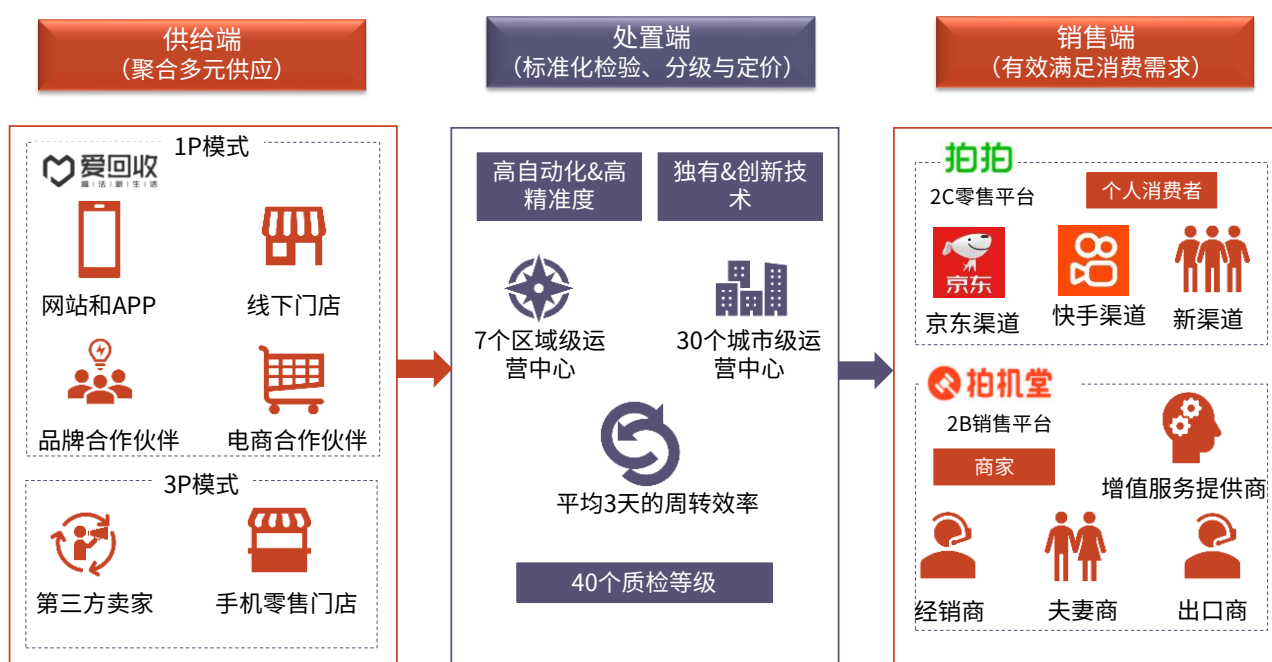 供给端
（聚合多元供应）
处置端
（标准化检验、分级与定价）
销售端
（有效满足消费需求）
1P模式
爱回收
减法新生活
网站和APP
线下门店
品牌合作伙伴
电商合作伙伴
3P模式
第三方卖家
手机零售门店
高自动化&高
精准度
独有&创新技
术
7个区域级运
营中心
30个城市级运
营中心
平均3天的周转效率
40个质检等级
拍拍
2C零售平台
个人消费者
京东
京东渠道
快手渠道
新渠道
拍机堂
2B销售平台
商家
增值服务提供商
经销商
夫妻商
出口商